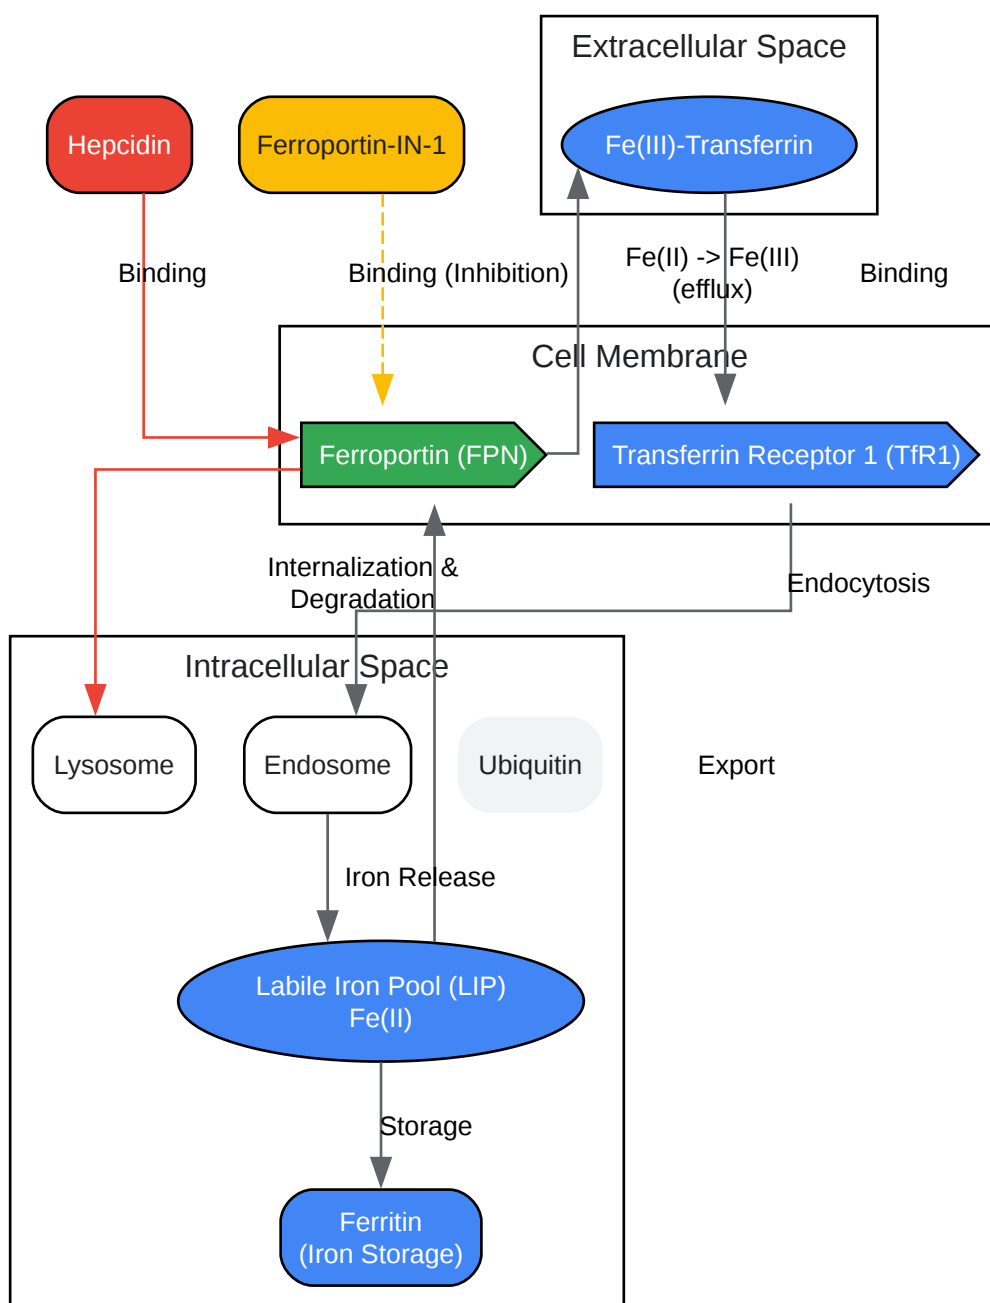 Extracellular Space
Hepcidin
Ferroportin-IN-1
Fe(III)-Transferrin
Binding
Binding (Inhibition)
Fe(II) -> Fe(III)
(efflux)
Binding
Cell Membrane
Ferroportin (FPN)
Transferrin Receptor 1 (TfR1)
Internalization &
Degradation
Endocytosis
Intracellular Space
Lysosome
Endosome
Ubiquitin
Export
Iron Release
Labile Iron Pool (LIP)
Fe(II)
Storage
Ferritin
(Iron Storage)